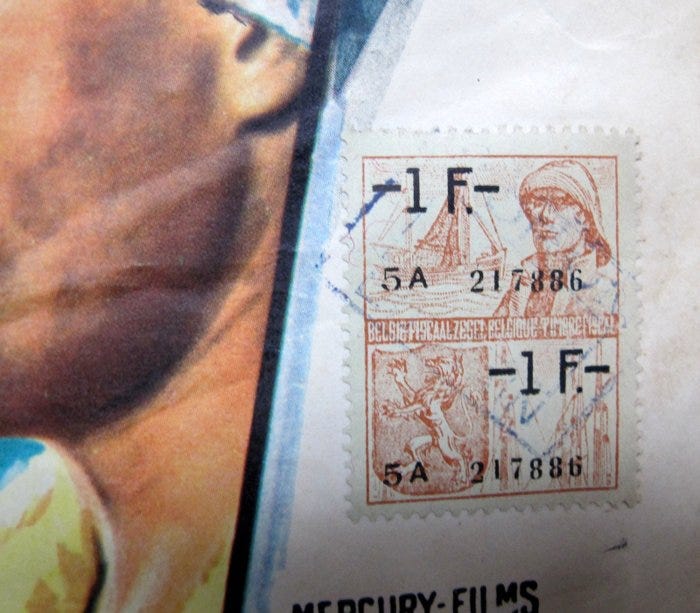 -1 F.-
5A 217886
BELGIE FISCAALZEGEL BELGIQUE TIMBRE FISCAL
-1 F.-
5A 217886
MERCURY-FILMS